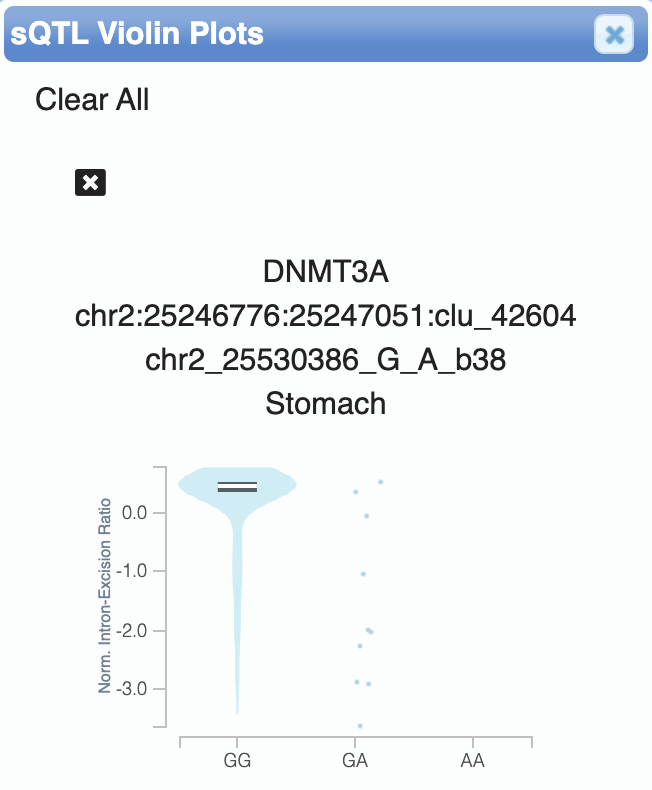 sQTL Violin Plots
Clear All
DNMT3A
chr2:25246776:25247051:clu_42604
chr2_25530386_G_A_b38
Stomach
Norm. Intron-Excision Ratio
0.0
-1.0
-2.0
-3.0
GG GA AA